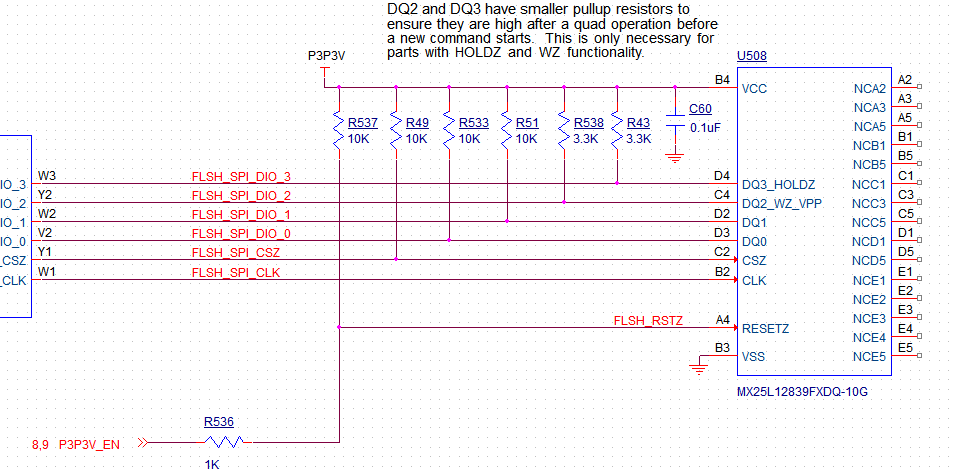 DQ2 and DQ3 have smaller pullup resistors to
ensure they are high after a quad operation before
a new command starts. This is only necessary for
parts with HOLDZ and WZ functionality.
P3P3V
U508
B4
VCC
NCA2
A2
NCA3
A3
NCA5
A5
NCB1
B1
NCB5
B5
R537
10K
R49
10K
R533
10K
R51
10K
R538
3.3K
R43
3.3K
C60
0.1uF
IO_3
W3
FLSH_SPI_DIO_3
D4
DQ3_HOLDZ
NCC1
C1
IO_2
Y2
FLSH_SPI_DIO_2
C4
DQ2_WZ_VPP
NCC3
C3
IO_1
W2
FLSH_SPI_DIO_1
D2
DQ1
NCC5
C5
IO_0
V2
FLSH_SPI_DIO_0
D3
DQ0
NCD1
D1
_CSZ
Y1
FLSH_SPI_CSZ
C2
CSZ
NCD5
D5
_CLK
W1
FLSH_SPI_CLK
B2
CLK
NCE1
E1
NCE2
E2
NCE3
E3
FLSH_RSTZ
A4
RESETZ
NCE4
E4
B3
VSS
NCE5
E5
MX25L12839FXDQ-10G
R536
8,9 P3P3V_EN
1K